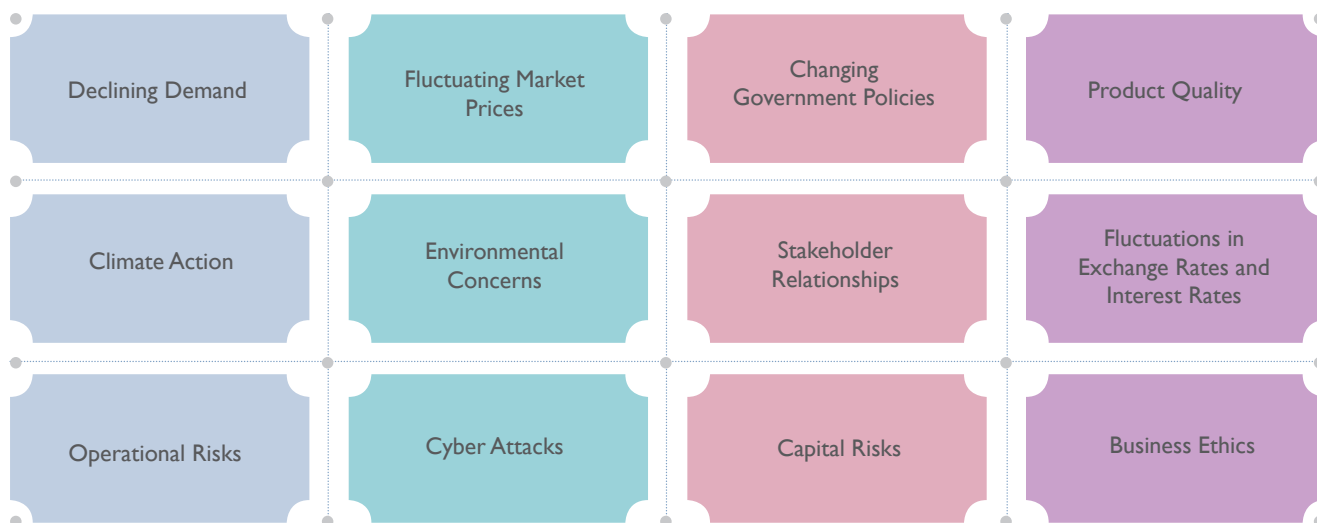 Declining Demand
Fluctuating Market
Prices
Changing
Government Policies
Product Quality
Climate Action
Environmental
Concerns
Stakeholder
Relationships
Fluctuations in
Exchange Rates and
Interest Rates
Operational Risks
Cyber Attacks
Capital Risks
Business Ethics